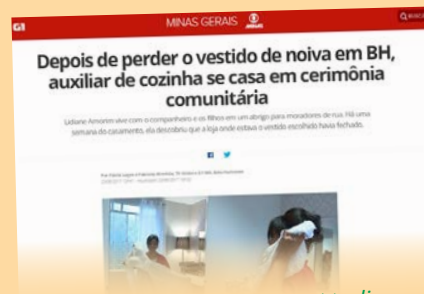 G1
MINAS GERAIS
BUSCAR
Depois de perder o vestido de noiva em BH,
auxiliar de cozinha se casa em cerimônia
comunitária
Lidiane Amorim vive com o companheiro e os filhos em um abrigo para moradores de rua. Há uma
semana do casamento, ela descobriu que a loja onde estava o vestido escolhido havia fechado.
Por